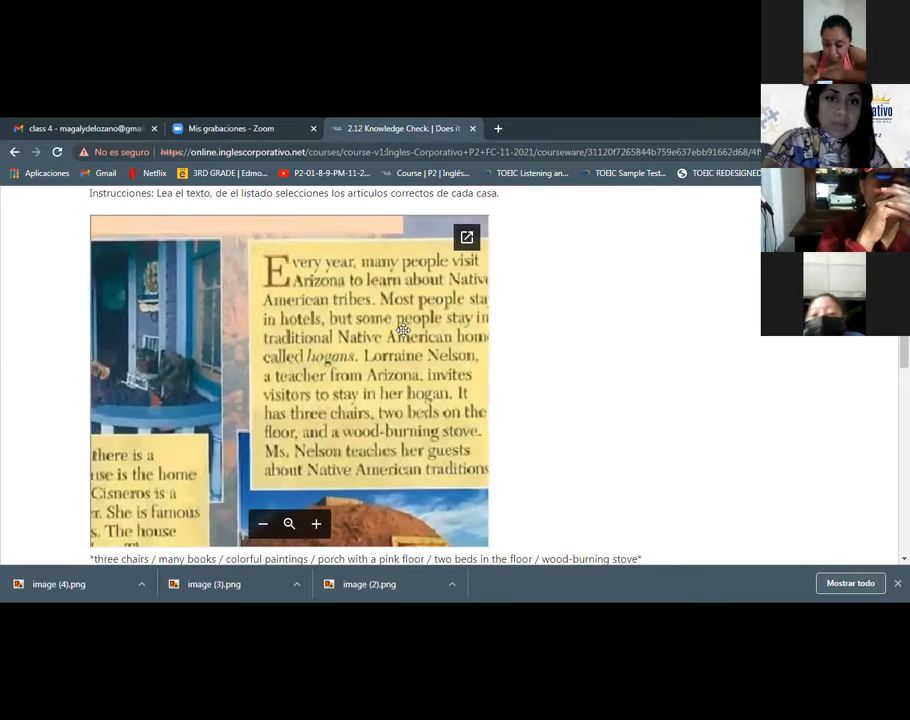 class 4 - magalydelozano@gmai
Mis grabaciones - Zoom
2.12 Knowledge Check. | Does it
No es seguro
https://online.inglescorporativo.net/courses/course-v1:Ingles-Corporativo+P2+FC-11-2021/courseware/31120f7265844b759e637ebb91662d68/4f
Aplicaciones
Gmail
Netflix
3RD GRADE | Edmo...
P2-01-8-9-PM-11-2...
Course | P2 | Inglés...
TOEIC Listening an...
TOEIC Sample Test...
TOEIC REDESIGNED
ativo
Instrucciones: Lea el texto, de el listado selecciones los articulos correctos de cada casa.
Every year, many people visit
Arizona to learn about Native
American tribes. Most people sta
in hotels, but some people stay in
traditional Native American home
called hogans. Lorraine Nelson,
a teacher from Arizona, invites
visitors to stay in her hogan. It
has three chairs, two beds on the
floor, and a wood-burning stove.
Ms. Nelson teaches her guests
about Native American traditions
there is a
use is the home
Cisneros is a
r. She is famous
s. The house
*three chairs / many books / colorful paintings / porch with a pink floor / two beds in the floor / wood-burning stove*
image (4).png
image (3).png
image (2).png
Mostrar todo